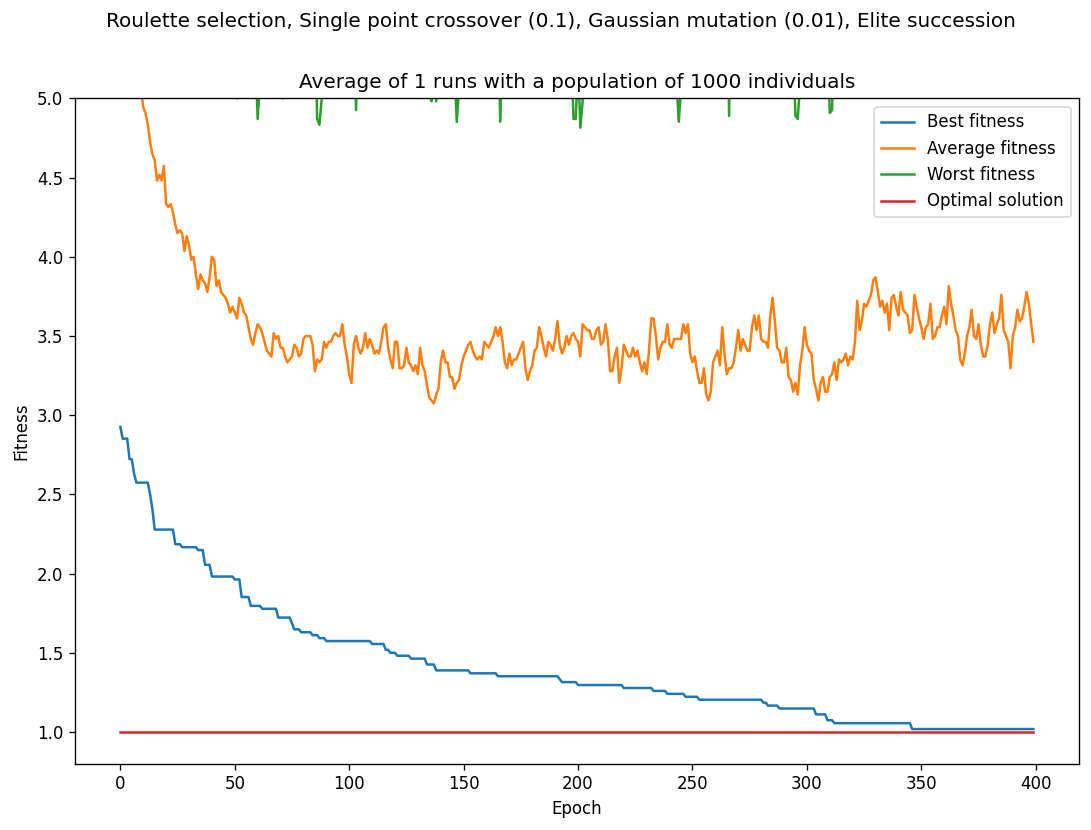 Roulette selection, Single point crossover (0.1), Gaussian mutation (0.01), Elite succession
Average of 1 runs with a population of 1000 individuals
5.0
4.5
4.0
3.5
3.0
2.5
2.0
1.5
1.0
Fitness
Best fitness
Average fitness
Worst fitness
Optimal solution
0
50
100
150
200
250
300
350
400
Epoch